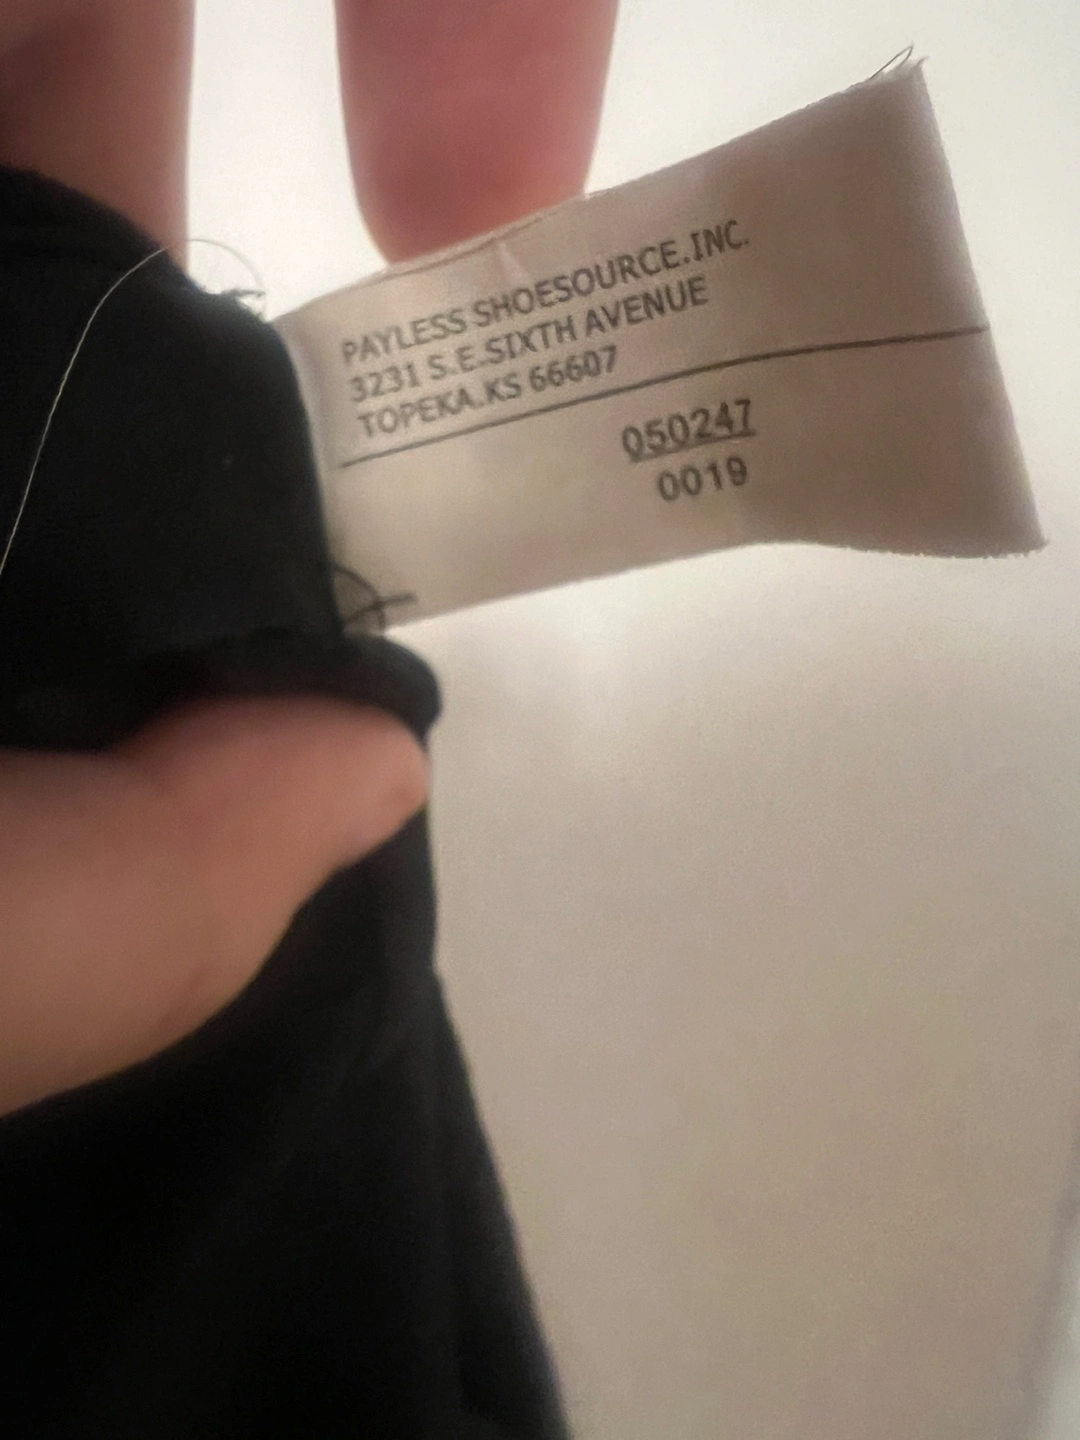 PAYLESS SHOESOURCE.INC.
3231 S.E.SIXTH AVENUE
TOPEKA.KS 66607
050247
0019